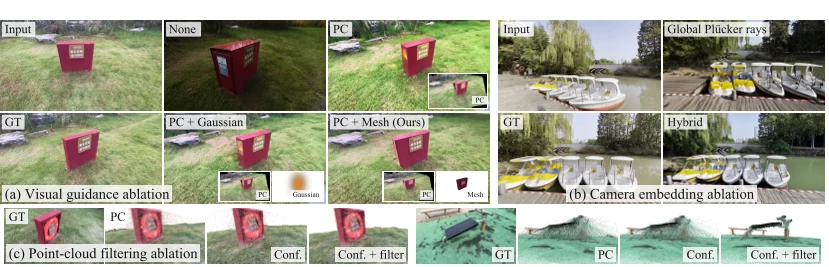 Input
None
PC
PC
Input
Global Plücker rays
GT
PC + Gaussian
PC
Gaussian
PC + Mesh (Ours)
PC
Mesh
GT
Hybrid
(a) Visual guidance ablation
(b) Camera embedding ablation
GT
PC
Conf.
Conf. + filter
GT
PC
Conf.
Conf. + filter
(c) Point-cloud filtering ablation